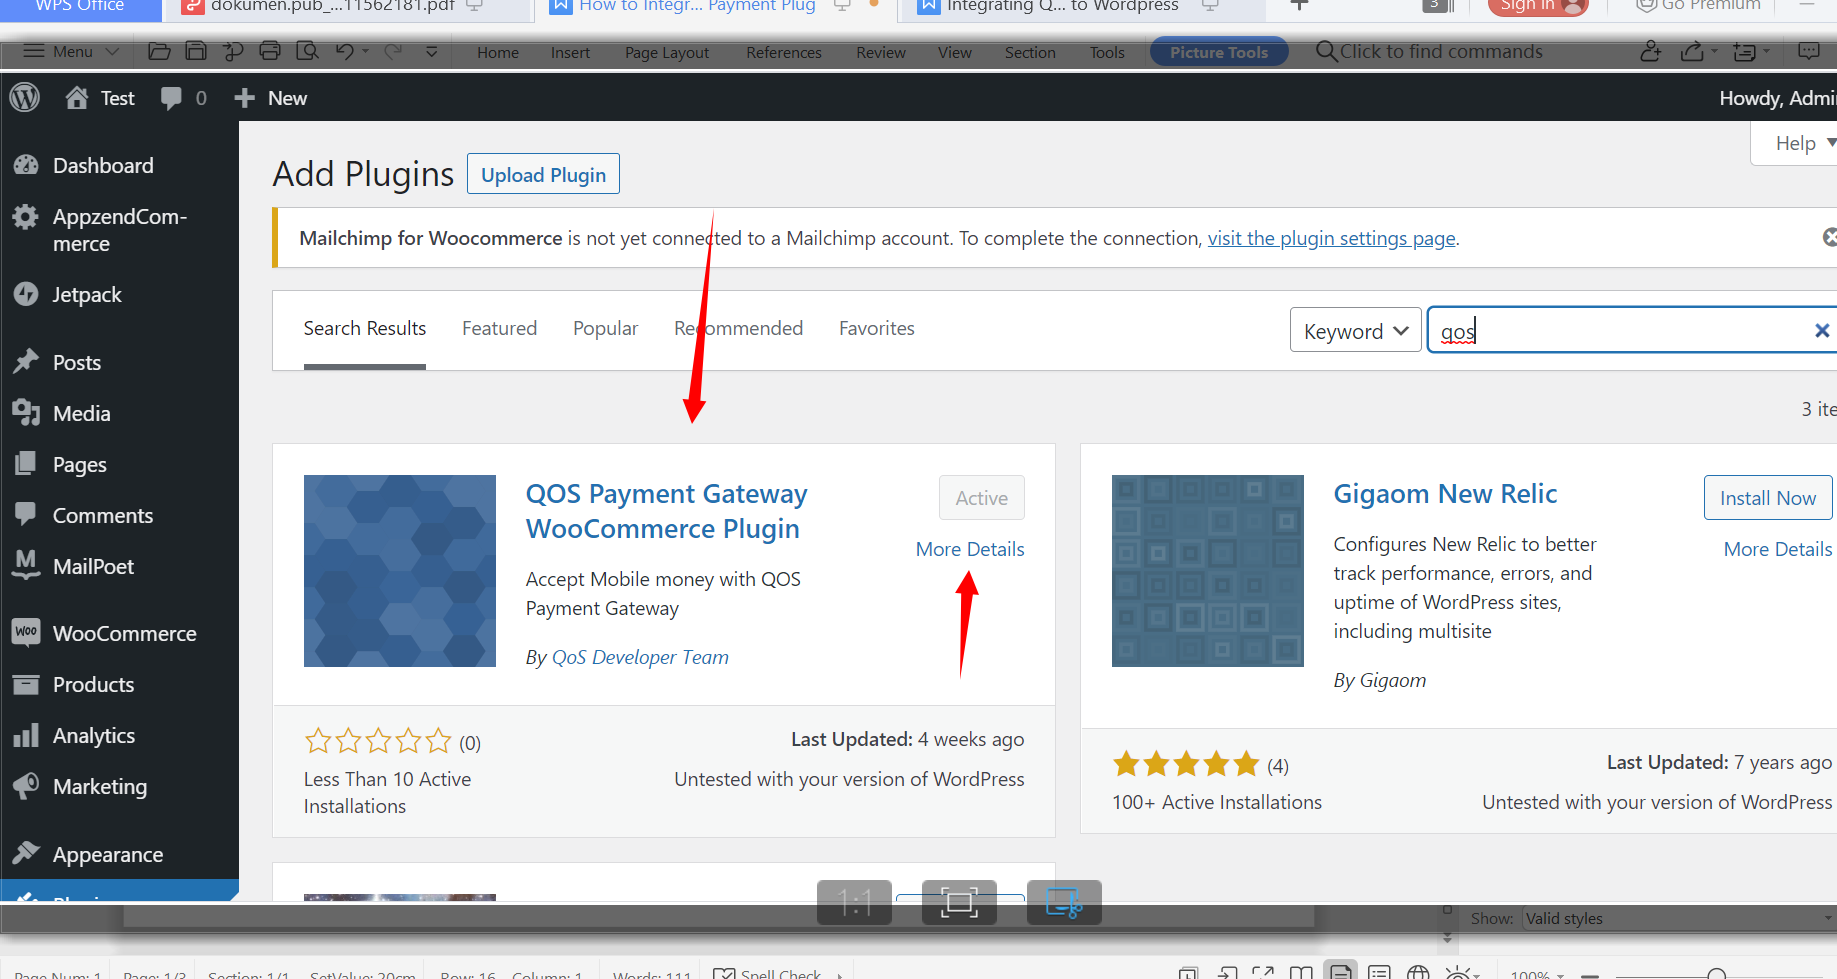 WPS Office
dokumen.pub_...11562181.pdf
How to Integr... Payment Plug
Integrating Q... to Wordpress
3
Sign in
Go Premium
Menu
Home
Insert
Page Layout
References
Review
View
Section
Tools
Picture Tools
Click to find commands
Test
0
New
Howdy, Admi
Help
Dashboard
AppzendCom-
merce
Jetpack
Posts
Media
Pages
Comments
MailPoet
WooCommerce
Products
Analytics
Marketing
Appearance
Add Plugins
Upload Plugin
Mailchimp for Woocommerce is not yet connected to a Mailchimp account. To complete the connection, visit the plugin settings page.
Search Results
Featured
Popular
Recommended
Favorites
Keyword
qos
3 ite
QOS Payment Gateway
WooCommerce Plugin
Active
More Details
Accept Mobile money with QOS
Payment Gateway
By QoS Developer Team
(0)
Less Than 10 Active
Installations
Last Updated: 4 weeks ago
Untested with your version of WordPress
Gigaom New Relic
Install Now
More Details
Configures New Relic to better
track performance, errors, and
uptime of WordPress sites,
including multisite
By Gigaom
(4)
100+ Active Installations
Last Updated: 7 years ago
Untested with your version of WordPress
1:1
Show:
Valid styles
Page Num: 1
Page: 1/3
Section: 1/1
SetValue: 20cm
Row: 16
Column: 1
Words: 111
Spell Check
100%